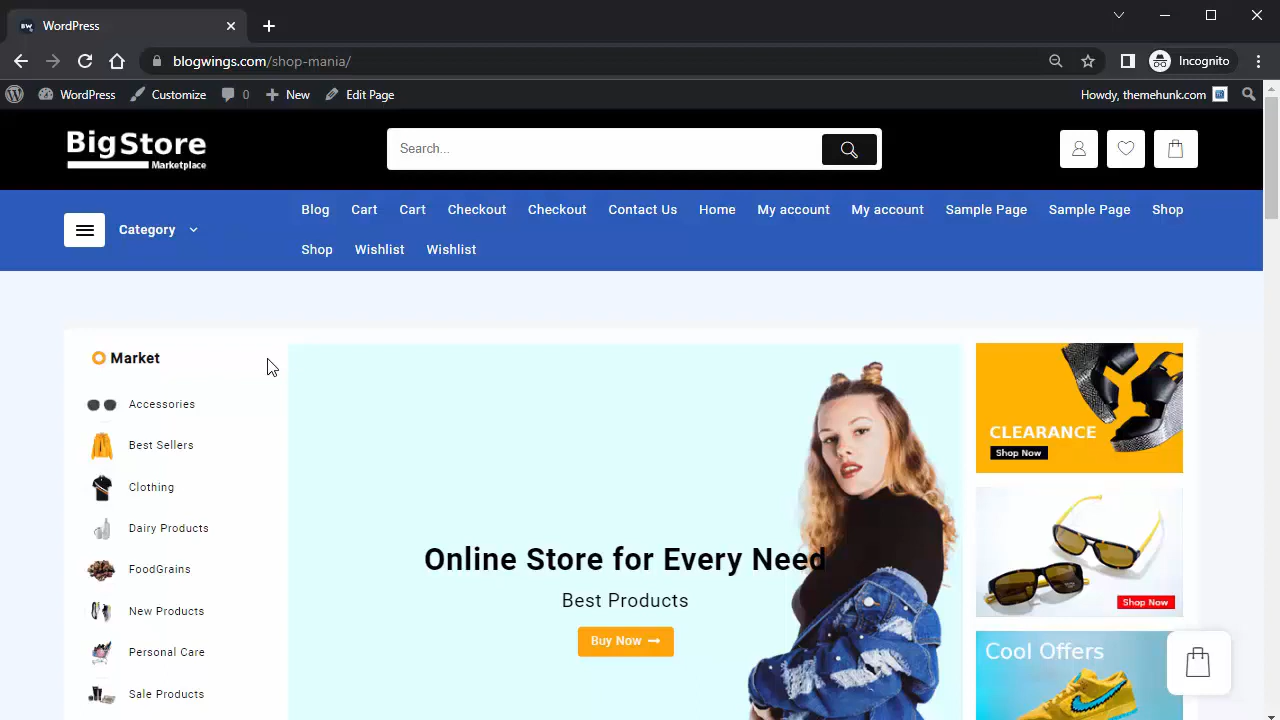 WordPress
blogwings.com/shop-mania/
Incognito
WordPress Customize 0 New Edit Page
Howdy, themehunk.com
BigStore
Marketplace
Search...
Category
Blog Cart Cart Checkout Checkout Contact Us Home My account My account Sample Page Sample Page Shop
Shop Wishlist Wishlist
Market
Accessories
Best Sellers
Clothing
Dairy Products
FoodGrains
New Products
Personal Care
Sale Products
Online Store for Every Need
Best Products
Buy Now
CLEARANCE
Shop Now
Shop Now
Cool Offers